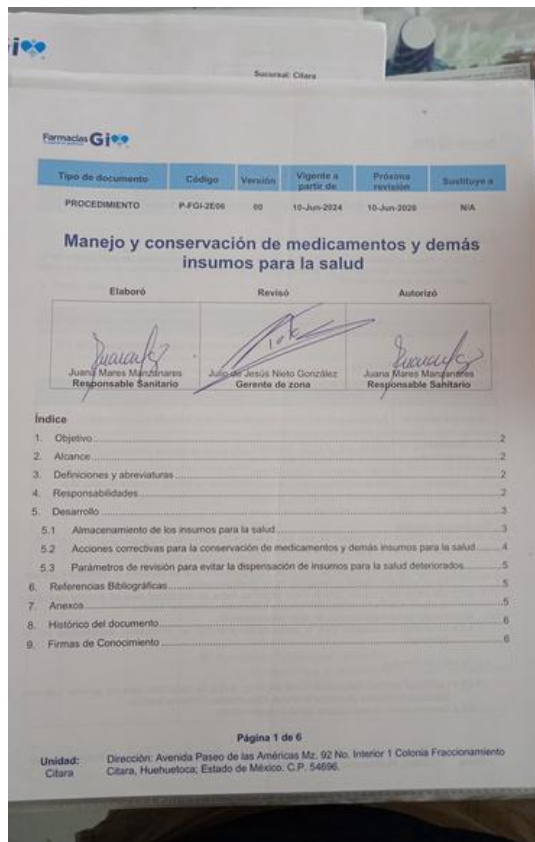 Sucursal: Citara
Farmacias Gi
Tipo de documento Código Versión Vigente a partir de Próxima revisión Sustituye a
PROCEDIMIENTO P-FGI-2E06 00 10-Jun-2024 10-Jun-2026 N/A
Manejo y conservación de medicamentos y demás
insumos para la salud
Elaboró Revisó Autorizó
Juana Mares Manzanares Julio de Jesús Nieto González Juana Mares Manzanares
Responsable Sanitario Gerente de zona Responsable Sanitario
Índice
1. Objetivo 2
2. Alcance 2
3. Definiciones y abreviaturas 2
4. Responsabilidades 2
5. Desarrollo 3
5.1 Almacenamiento de los insumos para la salud 3
5.2 Acciones correctivas para la conservación de medicamentos y demás insumos para la salud 4
5.3 Parámetros de revisión para evitar la dispensación de insumos para la salud deteriorados 5
6. Referencias Bibliográficas 5
7. Anexos 5
8. Histórico del documento 6
9. Firmas de Conocimiento 6
Página 1 de 6
Unidad: Dirección: Avenida Paseo de las Américas Mz. 92 No. Interior 1 Colonia Fraccionamiento
Citara Citara, Huehuetoca; Estado de México. C.P. 54696.